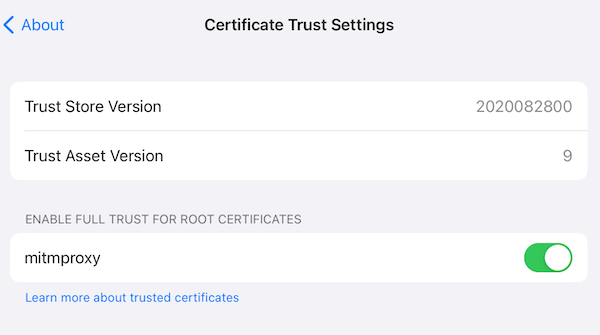 About
Certificate Trust Settings
Trust Store Version 2020082800
Trust Asset Version 9
ENABLE FULL TRUST FOR ROOT CERTIFICATES
mitmproxy
Learn more about trusted certificates